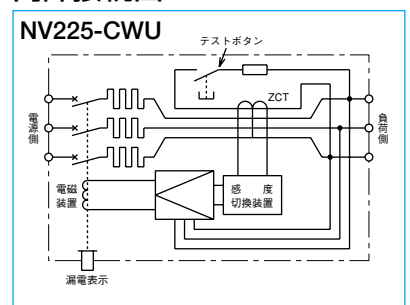 NV225-CWU
テストボタン
ZCT
電源側
負荷側
電磁
装置
感 度
切換装置
漏電表示